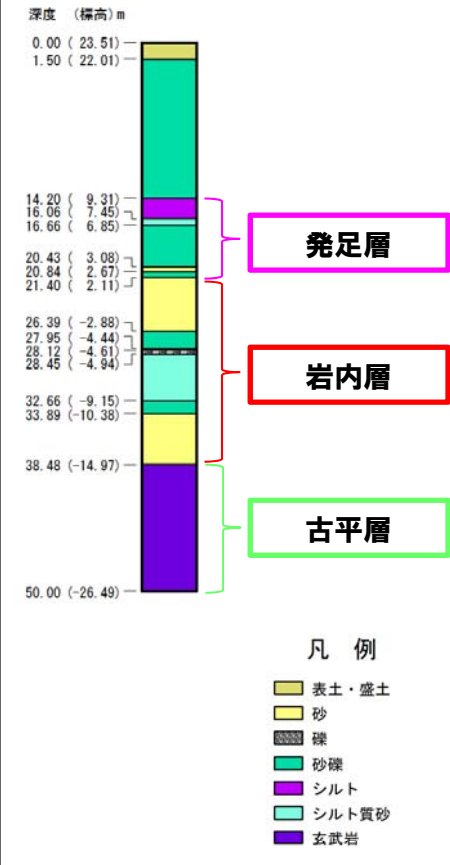 深度 (標高)m
0.00 ( 23.51)
1.50 ( 22.01)
14.20 ( 9.31)
16.06 ( 7.45)
16.66 ( 6.85)
発足層
20.43 ( 3.08)
20.84 ( 2.67)
21.40 ( 2.11)
26.39 ( -2.88)
27.95 ( -4.44)
28.12 ( -4.61)
28.45 ( -4.94)
岩内層
32.66 ( -9.15)
33.89 (-10.38)
38.48 (-14.97)
古平層
50.00 (-26.49)
凡 例
表土・盛土
砂
礫
砂礫
シルト
シルト質砂
玄武岩